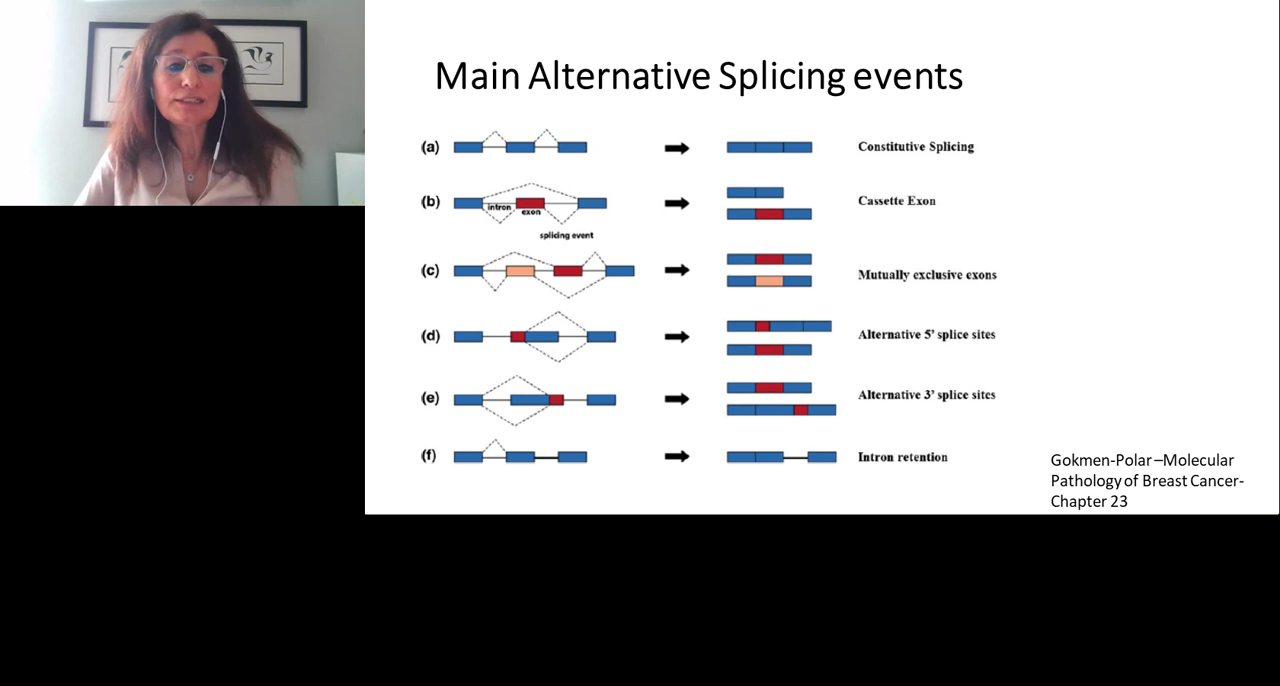 Main Alternative Splicing events
(a)
Constitutive Splicing
(b)
intron
exon
splicing event
Cassette Exon
(c)
Mutually exclusive exons
(d)
Alternative 5' splice sites
(e)
Alternative 3' splice sites
(f)
Intron retention
Gokmen-Polar –Molecular
Pathology of Breast Cancer-
Chapter 23